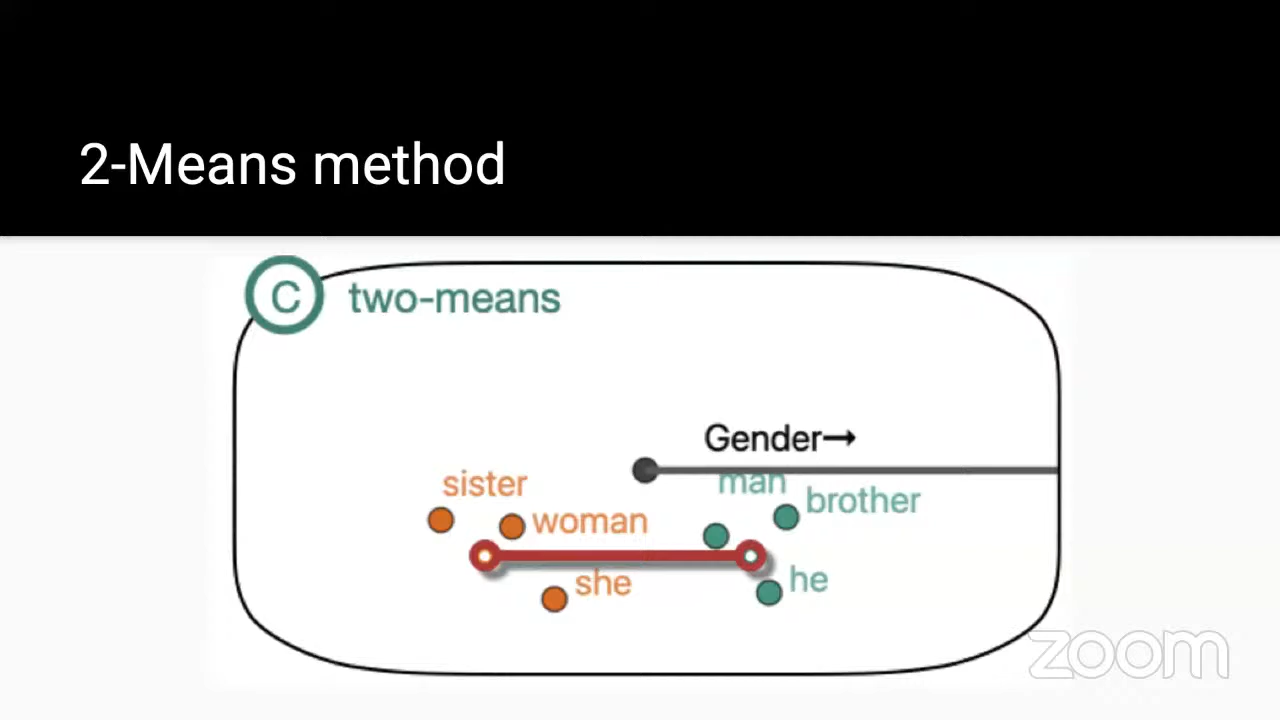 2-Means method
C two-means
Gender→
sister
man
brother
woman
she
he
zoom